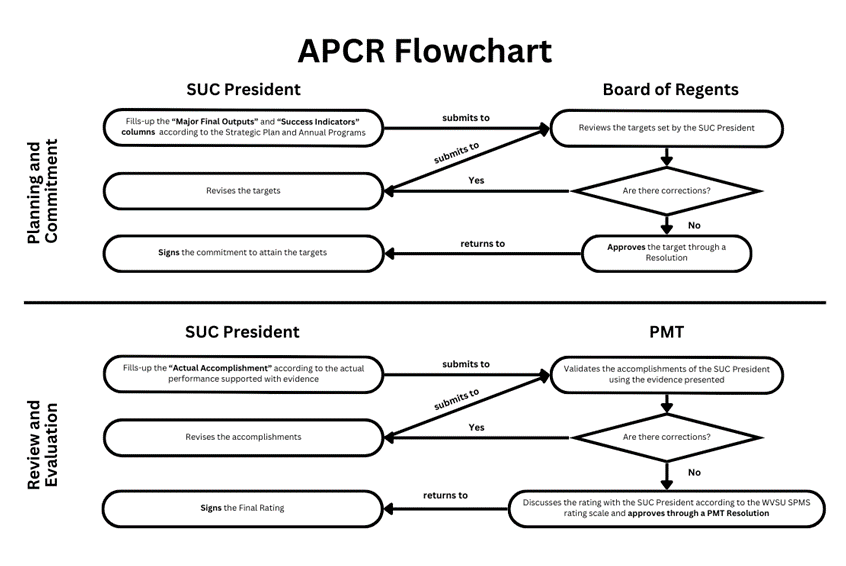 APCR Flowchart
SUC President
Board of Regents
Planning and
Commitment
Fills-up the "Major Final Outputs" and "Success Indicators"
columns according to the Strategic Plan and Annual Programs
submits to
Reviews the targets set by the SUC President
submits to
Revises the targets
Yes
Are there corrections?
No
Signs the commitment to attain the targets
returns to
Approves the target through a
Resolution
SUC President
PMT
Review and
Evaluation
Fills-up the "Actual Accomplishment" according to the actual
performance supported with evidence
submits to
Validates the accomplishments of the SUC President
using the evidence presented
submits to
Revises the accomplishments
Yes
Are there corrections?
No
Signs the Final Rating
returns to
Discusses the rating with the SUC President according to the WVSU SPMS
rating scale and approves through a PMT Resolution